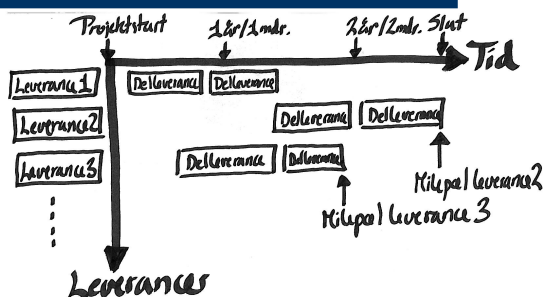 Projektstart 1år/1mdr. 2år/2mdr. Slut
Tid
Leverance 1 Delleverance Delleverance
Leverance 2 Delleverance Delleverance
Leverance 3 Delleverance Delleverance
Milepæl leverance 2
Milepæl leverance 3
Leverancer